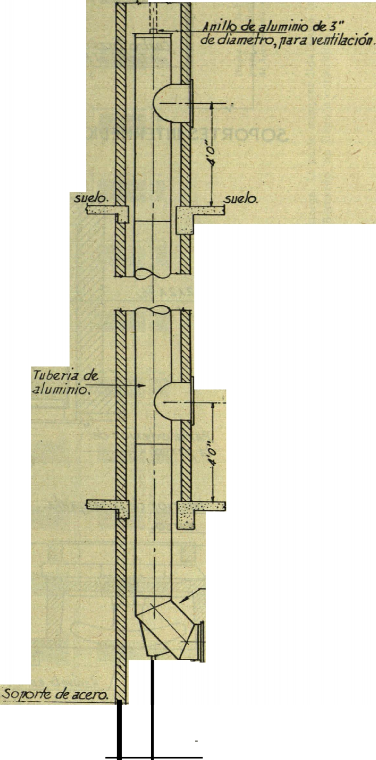 Anillo de aluminio de 3"
de diametro, para ventilación.
4'0"
suelo.
suelo.
Tuberia de
aluminio.
4'0"
Soporte de acero.